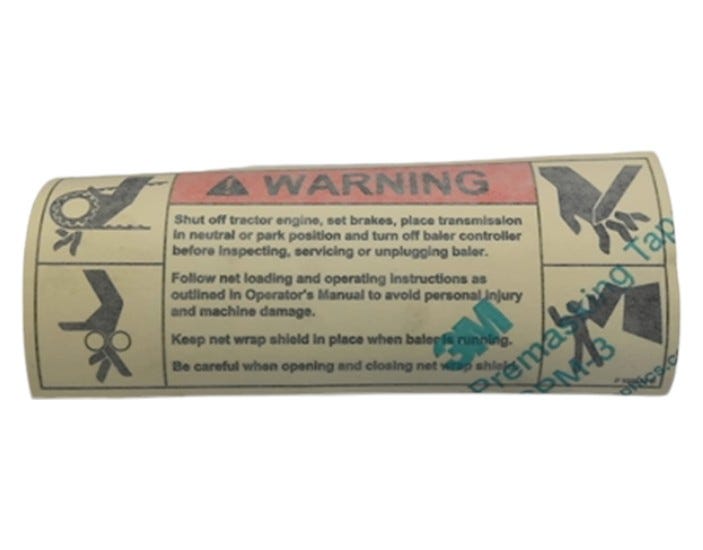 WARNING
Shut off tractor engine, set brakes, place transmission
in neutral or park position and turn off baler controller
before inspecting, servicing or unplugging baler.
Follow net loading and operating instructions as
outlined in Operator's Manual to avoid personal injury
and machine damage.
Keep net wrap shield in place when baler is running.
Be careful when opening and closing net wrap shield.
3M
Premasking Tap